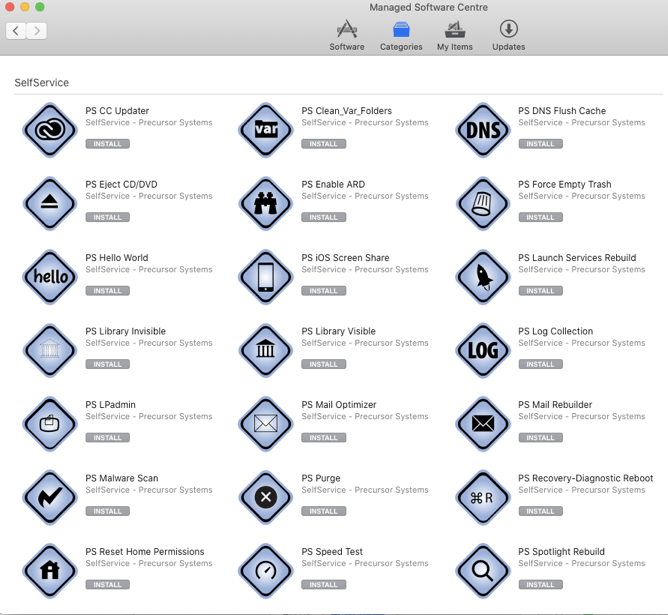 Managed Software Centre
Software Categories My Items Updates
SelfService
PS CC Updater
SelfService - Precursor Systems
INSTALL
var
PS Clean_Var_Folders
SelfService - Precursor Systems
INSTALL
DNS
PS DNS Flush Cache
SelfService - Precursor Systems
INSTALL
PS Eject CD/DVD
SelfService - Precursor Systems
INSTALL
PS Enable ARD
SelfService - Precursor Systems
INSTALL
PS Force Empty Trash
SelfService - Precursor Systems
INSTALL
hello
PS Hello World
SelfService - Precursor Systems
INSTALL
PS iOS Screen Share
SelfService - Precursor Systems
INSTALL
PS Launch Services Rebuild
SelfService - Precursor Systems
INSTALL
PS Library Invisible
SelfService - Precursor Systems
INSTALL
PS Library Visible
SelfService - Precursor Systems
INSTALL
LOG
PS Log Collection
SelfService - Precursor Systems
INSTALL
PS LPadmin
SelfService - Precursor Systems
INSTALL
PS Mail Optimizer
SelfService - Precursor Systems
INSTALL
PS Mail Rebuilder
SelfService - Precursor Systems
INSTALL
PS Malware Scan
SelfService - Precursor Systems
INSTALL
PS Purge
SelfService - Precursor Systems
INSTALL
⌘R
PS Recovery-Diagnostic Reboot
SelfService - Precursor Systems
INSTALL
PS Reset Home Permissions
SelfService - Precursor Systems
INSTALL
PS Speed Test
SelfService - Precursor Systems
INSTALL
PS Spotlight Rebuild
SelfService - Precursor Systems
INSTALL